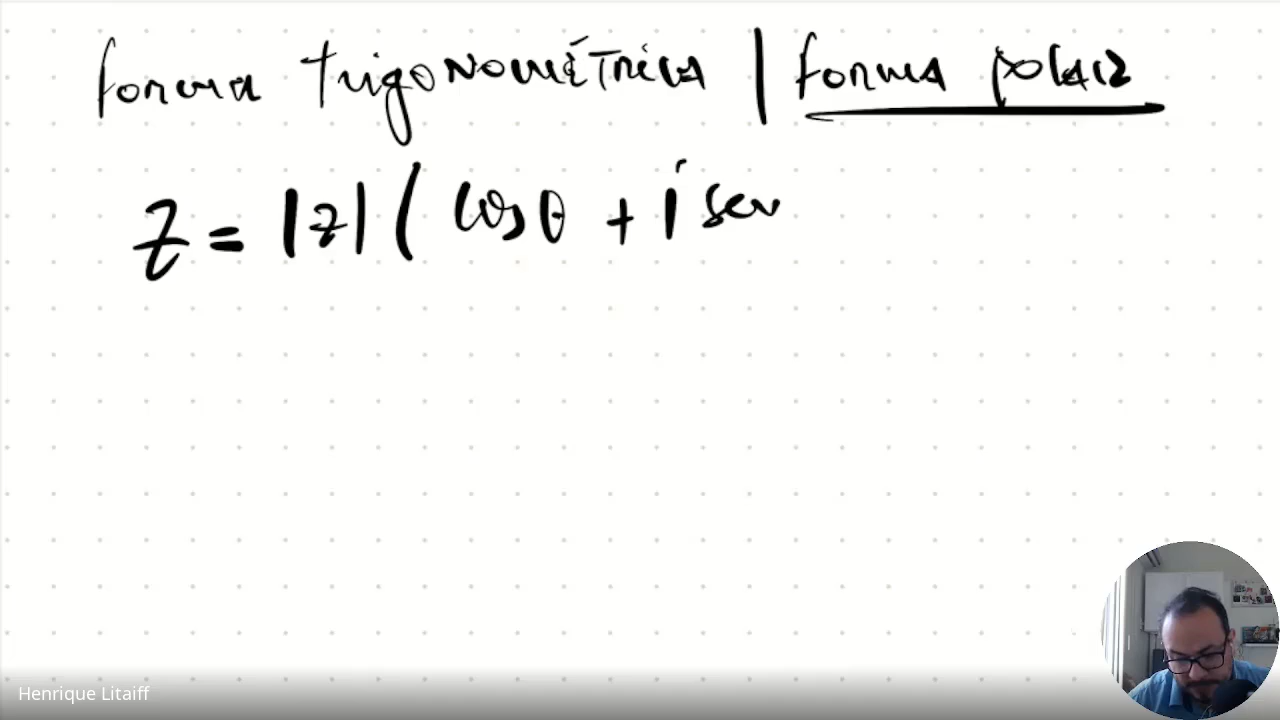 forma trigonométrica | forma polar
z = |z| ( cos θ + i sen
Henrique Litaiff